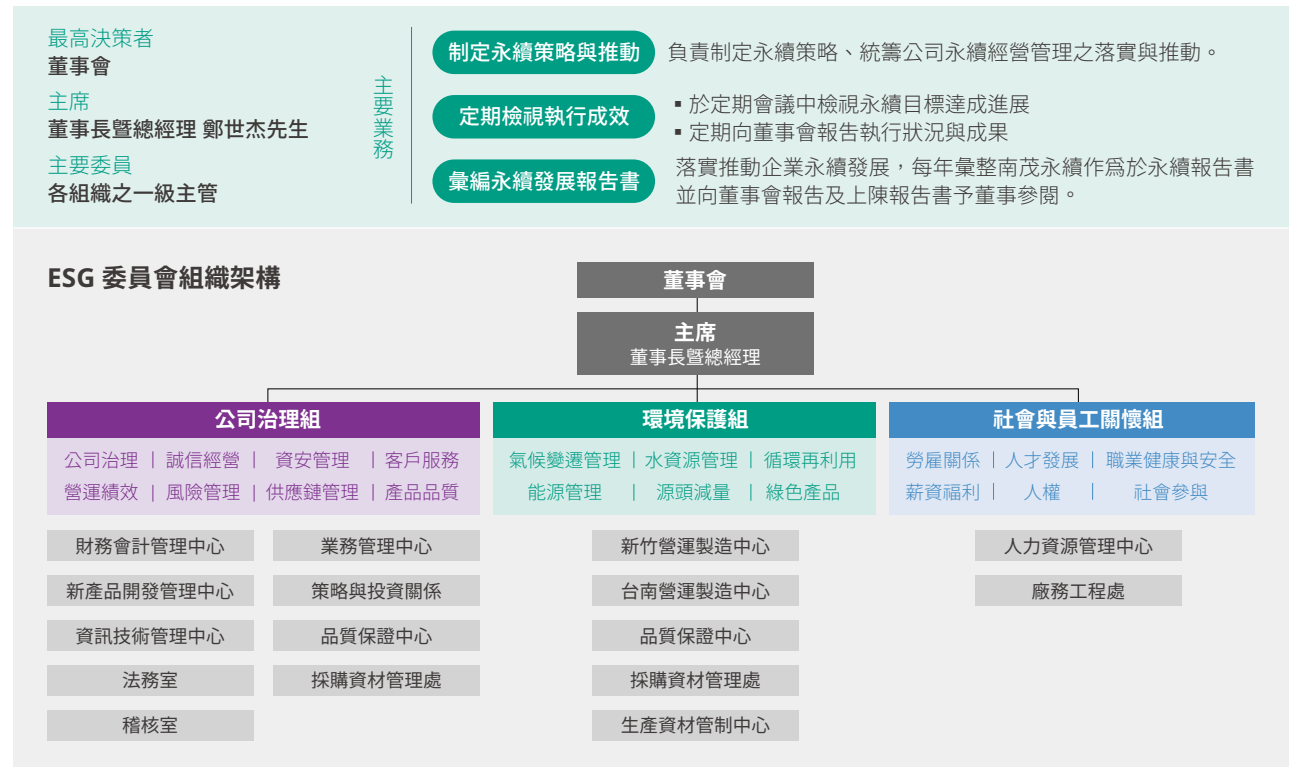 最高決策者
董事會
主席
董事長暨總經理 鄭世杰先生
主要委員
各組織之一級主管
主要業務
制定永續策略與推動
負責制定永續策略、統籌公司永續經營管理之落實與推動。
定期檢視執行成效
▪ 於定期會議中檢視永續目標達成進展
▪ 定期向董事會報告執行狀況與成果
彙編永續發展報告書
落實推動企業永續發展，每年彙整南茂永續作為於永續報告書
並向董事會報告及上陳報告書予董事參閱。
ESG 委員會組織架構
董事會
主席
董事長暨總經理
公司治理組
公司治理 | 誠信經營 | 資安管理 | 客戶服務
營運績效 | 風險管理 | 供應鏈管理 | 產品品質
財務會計管理中心
業務管理中心
新產品開發管理中心
策略與投資關係
資訊技術管理中心
品質保證中心
法務室
採購資材管理處
稽核室
環境保護組
氣候變遷管理 | 水資源管理 | 循環再利用
能源管理 | 源頭減量 | 綠色產品
新竹營運製造中心
台南營運製造中心
品質保證中心
採購資材管理處
生產資材管制中心
社會與員工關懷組
勞雇關係 | 人才發展 | 職業健康與安全
薪資福利 | 人權 | 社會參與
人力資源管理中心
廠務工程處